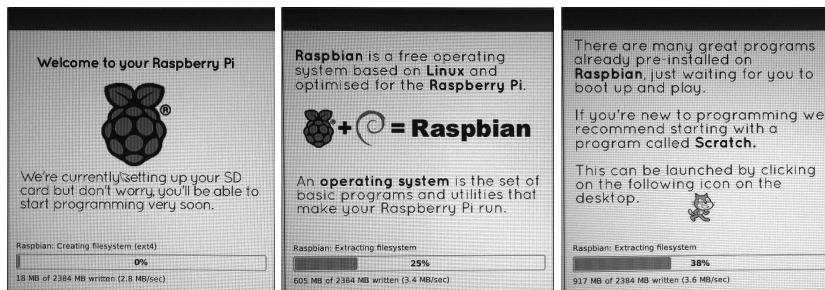 Welcome to your Raspberry Pi
®
We're currently setting up your SD
card but don't worry, you'll be able to
start programming very soon.
Raspbian: Creating filesystem (ext4)
0%
18 MB of 2384 MB written (2.8 MB/sec)
Raspbian is a free operating
system based on Linux and
optimised for the Raspberry Pi.
® + = Raspbian
An operating system is the set of
basic programs and utilities that
make your Raspberry Pi run.
Raspbian: Extracting filesystem
25%
605 MB of 2384 MB written (3.4 MB/sec)
There are many great programs
already pre-installed on
Raspbian, just waiting for you to
boot up and play.
If you're new to programming we
recommend starting with a
program called Scratch.
This can be launched by clicking
on the following icon on the
desktop.
Raspbian: Extracting filesystem
38%
917 MB of 2384 MB written (3.6 MB/sec)